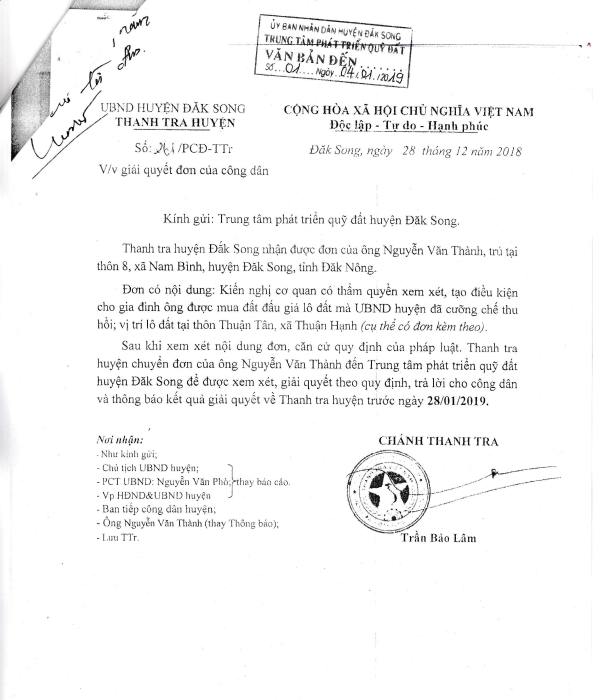 ỦY BAN NHÂN DÂN HUYỆN ĐĂK SONG
TRUNG TÂM PHÁT TRIỂN QUỸ ĐẤT
VĂN BẢN ĐẾN
Số 01 Ngày 04/01/2019
UBND HUYỆN ĐĂK SONG
THANH TRA HUYỆN
Số: /PCĐ-TTr
V/v giải quyết đơn của công dân
CỘNG HÒA XÃ HỘI CHỦ NGHĨA VIỆT NAM
Độc lập - Tự do - Hạnh phúc
Đăk Song, ngày 28 tháng 12 năm 2018
Kính gửi: Trung tâm phát triển quỹ đất huyện Đăk Song.
Thanh tra huyện Đăk Song nhận được đơn của ông Nguyễn Văn Thành, trú tại
thôn 8, xã Nam Bình, huyện Đăk Song, tỉnh Đăk Nông.
Đơn có nội dung: Kiến nghị cơ quan có thẩm quyền xem xét, tạo điều kiện
cho gia đình ông được mua đất đấu giá lô đất mà UBND huyện đã cưỡng chế thu
hồi; vị trí lô đất tại thôn Thuận Tân, xã Thuận Hạnh (cụ thể có đơn kèm theo).
Sau khi xem xét nội dung đơn, căn cứ quy định của pháp luật. Thanh tra
huyện chuyển đơn của ông Nguyễn Văn Thành đến Trung tâm phát triển quỹ đất
huyện Đăk Song để được xem xét, giải quyết theo quy định, trả lời cho công dân
và thông báo kết quả giải quyết về Thanh tra huyện trước ngày 28/01/2019.
Nơi nhận:
- Như kính gửi;
- Chủ tịch UBND huyện;
- PCT UBND: Nguyễn Văn Phò; thay báo cáo.
- Vp HĐND&UBND huyện
- Ban tiếp công dân huyện;
- Ông Nguyễn Văn Thành (thay Thông báo);
- Lưu TTr.
CHÁNH THANH TRA
Trần Bảo Lâm